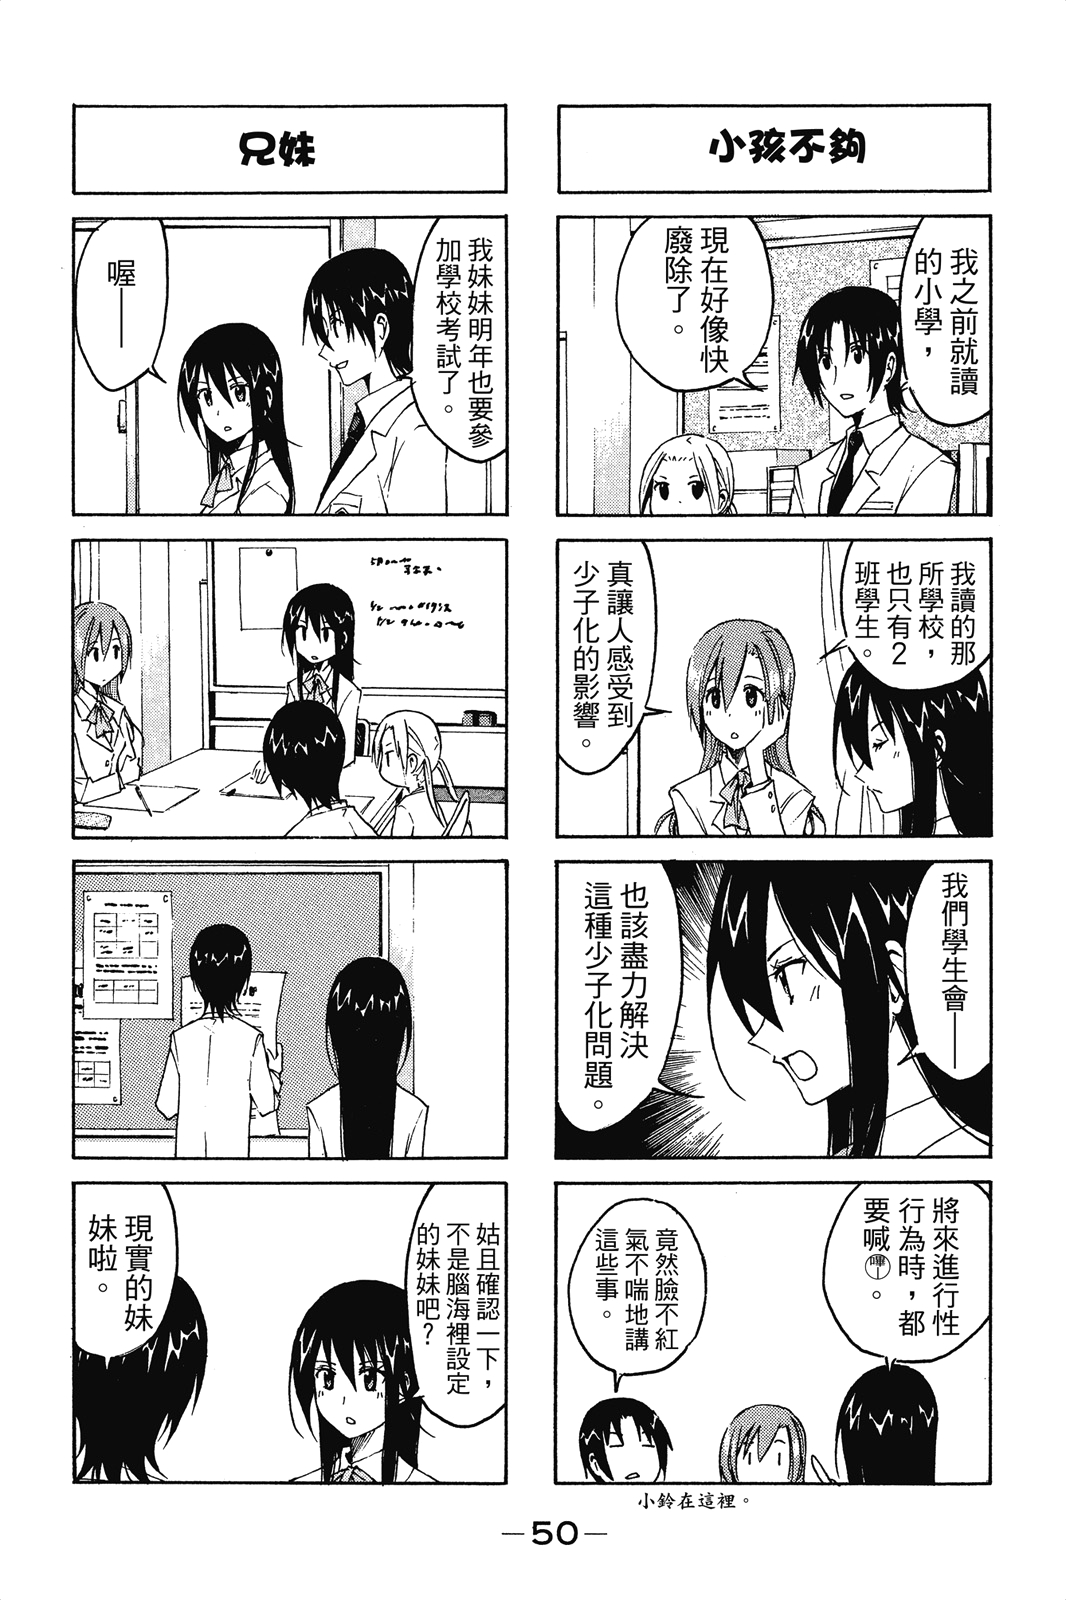 小孩不夠
我之前就讀
的小學，
現在好像快
廢除了。
我讀的那
所學校，
也只有2
班學生。
真讓人感受到
少子化的影響。
我們學生會——
也該盡力解決
這種少子化問題。
將來進行性
行為時，都
要喊㊥。
竟然臉不紅
氣不喘地講
這些事。
小鈴在這裡。
兄妹
我妹妹明年也要參
加學校考試了。
喔——
姑且確認一下，
不是腦海裡設定
的妹妹吧？
現實的妹
妹啦。
—50—